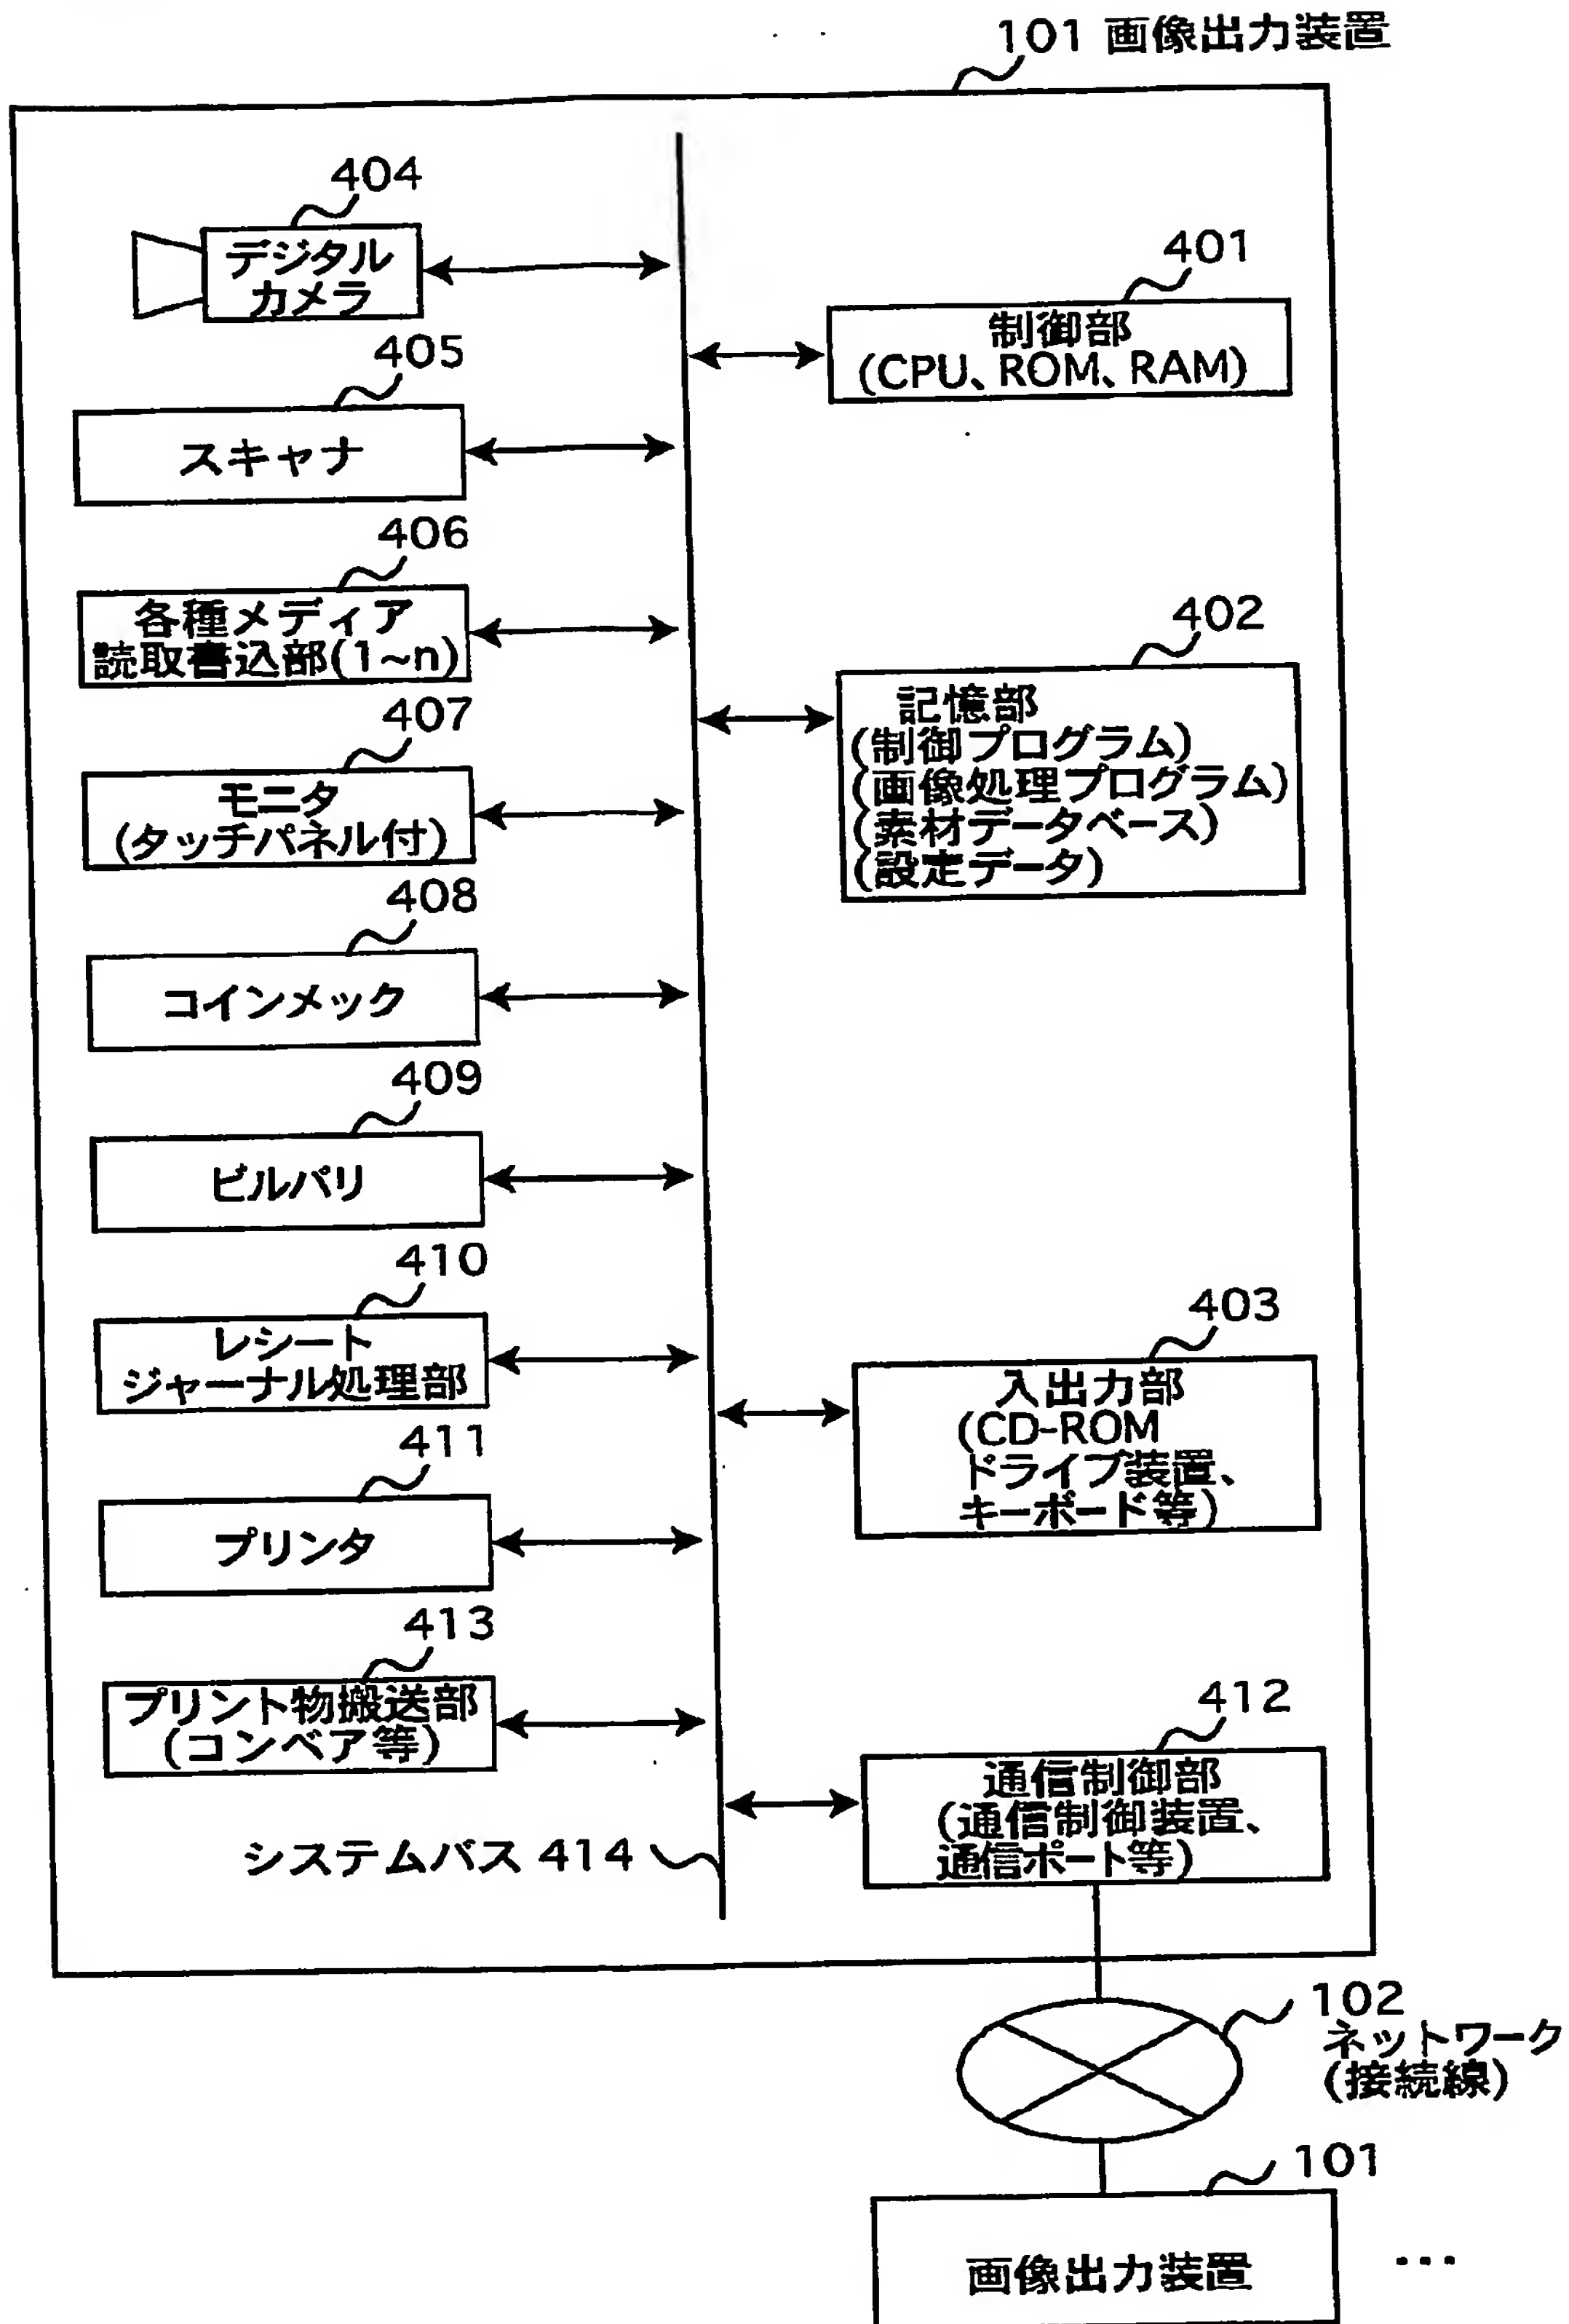 101 画像出力装置
404
デジタル
カメラ
405
スキャナ
406
各種メディア
読取書込部(1~n)
407
モニタ
(タッチパネル付)
408
コインメック
409
ビルバリ
410
レシート
ジャーナル処理部
411
プリンタ
413
プリント物搬送部
(コンベア等)
システムバス 414
401
制御部
(CPU、ROM、RAM)
402
記憶部
(制御プログラム)
(画像処理プログラム)
(素材データベース)
(設定データ)
403
入出力部
(CD-ROM
ドライブ装置、
キーボード等)
412
通信制御部
(通信制御装置、
通信ポート等)
102
ネットワーク
(接続線)
101
画像出力装置
...